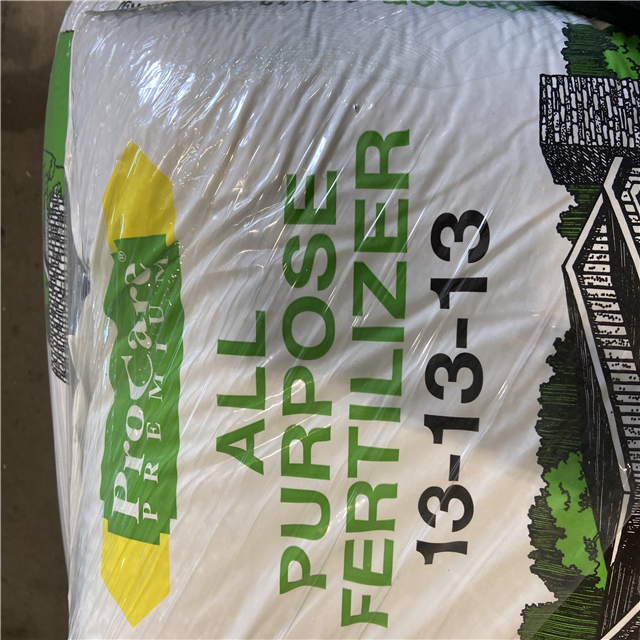 ProCare®
PREMIUM
ALL
PURPOSE
FERTILIZER
13-13-13